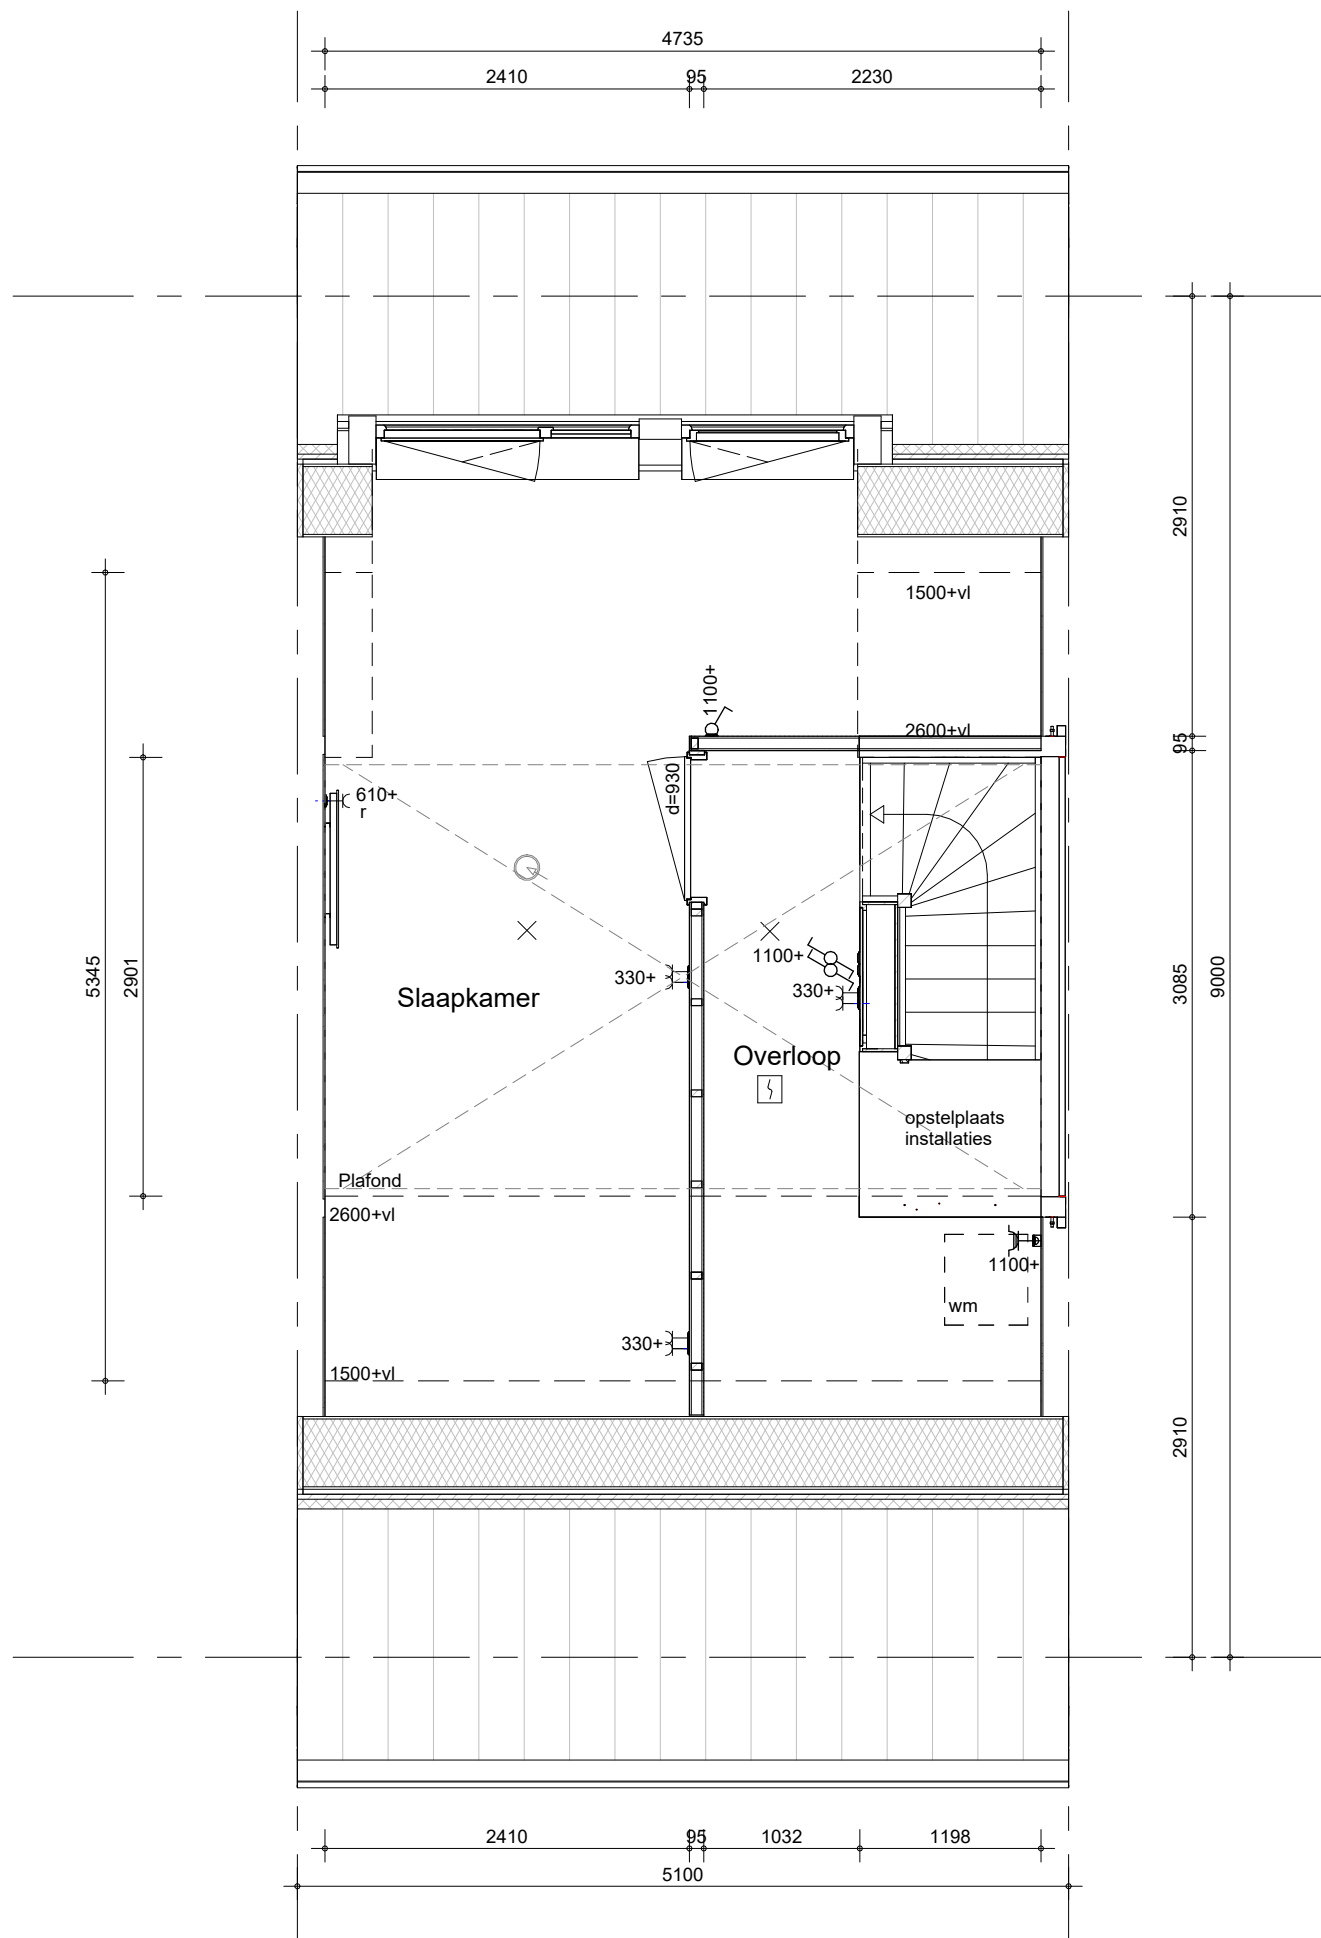 4735
2410
95
2230
2910
1500+vl
1100+
2600+vl
95
d=930
610+
r
5345
2901
330+
1100+
330+
3085
9000
Slaapkamer
Overloop
opstelplaats
installaties
Plafond
2600+vl
1100+
wm
330+
1500+vl
2910
2410
95
1032
1198
5100